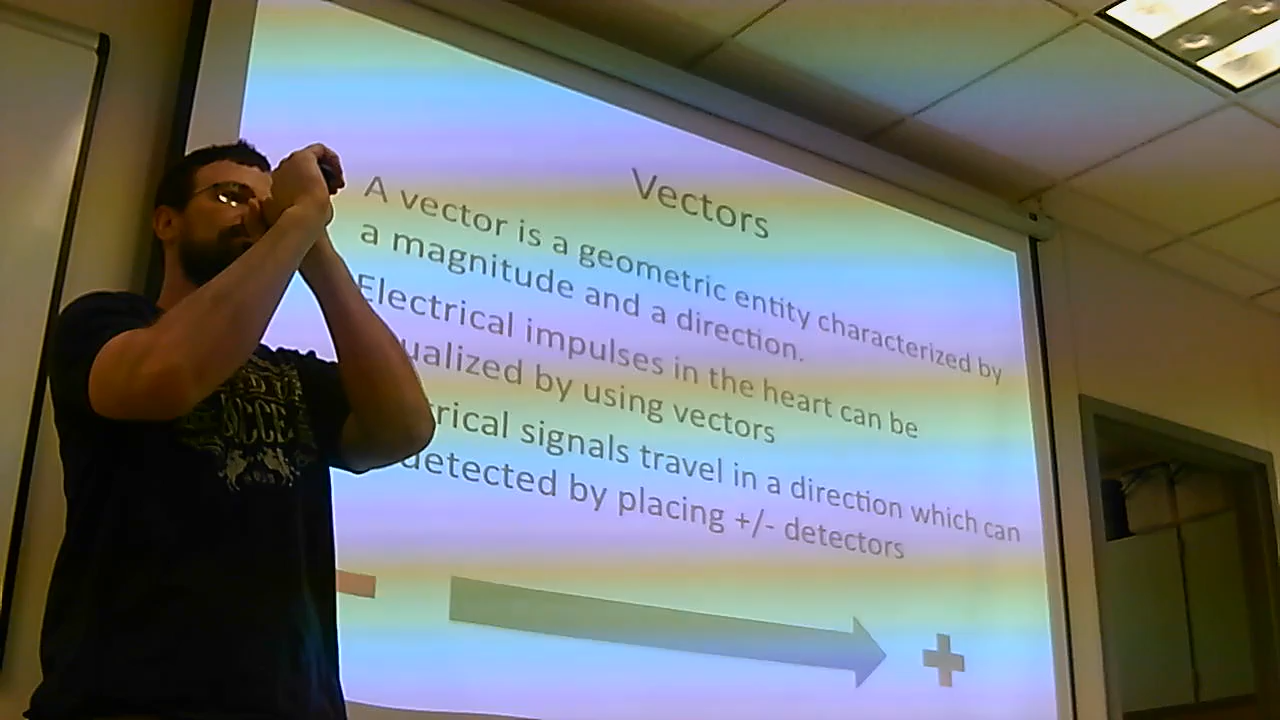 Vectors
A vector is a geometric entity characterized by
a magnitude and a direction.
Electrical impulses in the heart can be
ualized by using vectors
rical signals travel in a direction which can
detected by placing +/- detectors
+